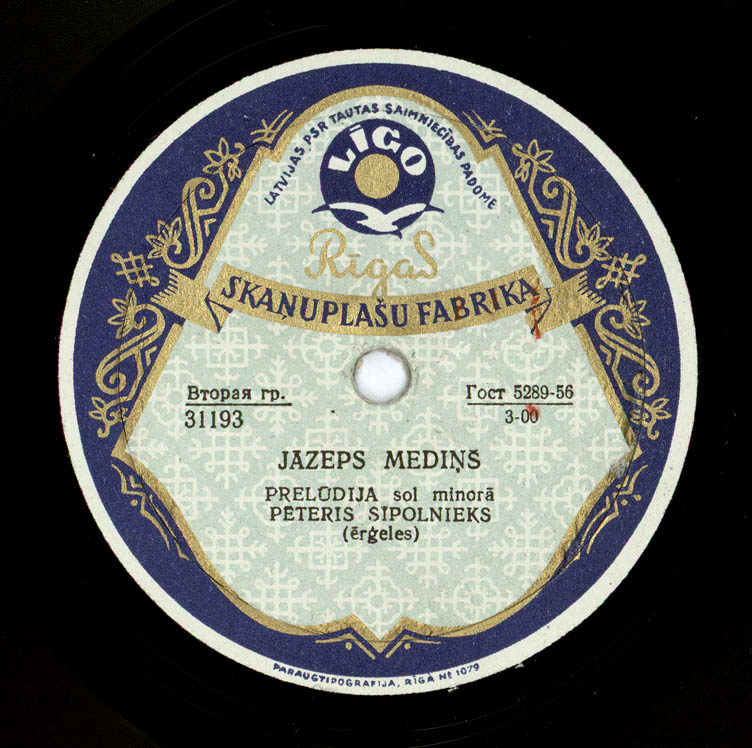 LATVIJAS PSR TAUTAS SAIMNIECĪBAS PADOME
LĪGO
Rīgas
SKAŅUPLAŠU FABRIKA
Вторая гр.
31193
Гост 5289-56
3-00
JAZEPS MEDIŅŠ
PRELŪDIJA sol minorā
PĒTERIS SIPOLNIEKS
(ērģeles)
PARAUGTIPOGRAFIJA, RĪGĀ № 1079